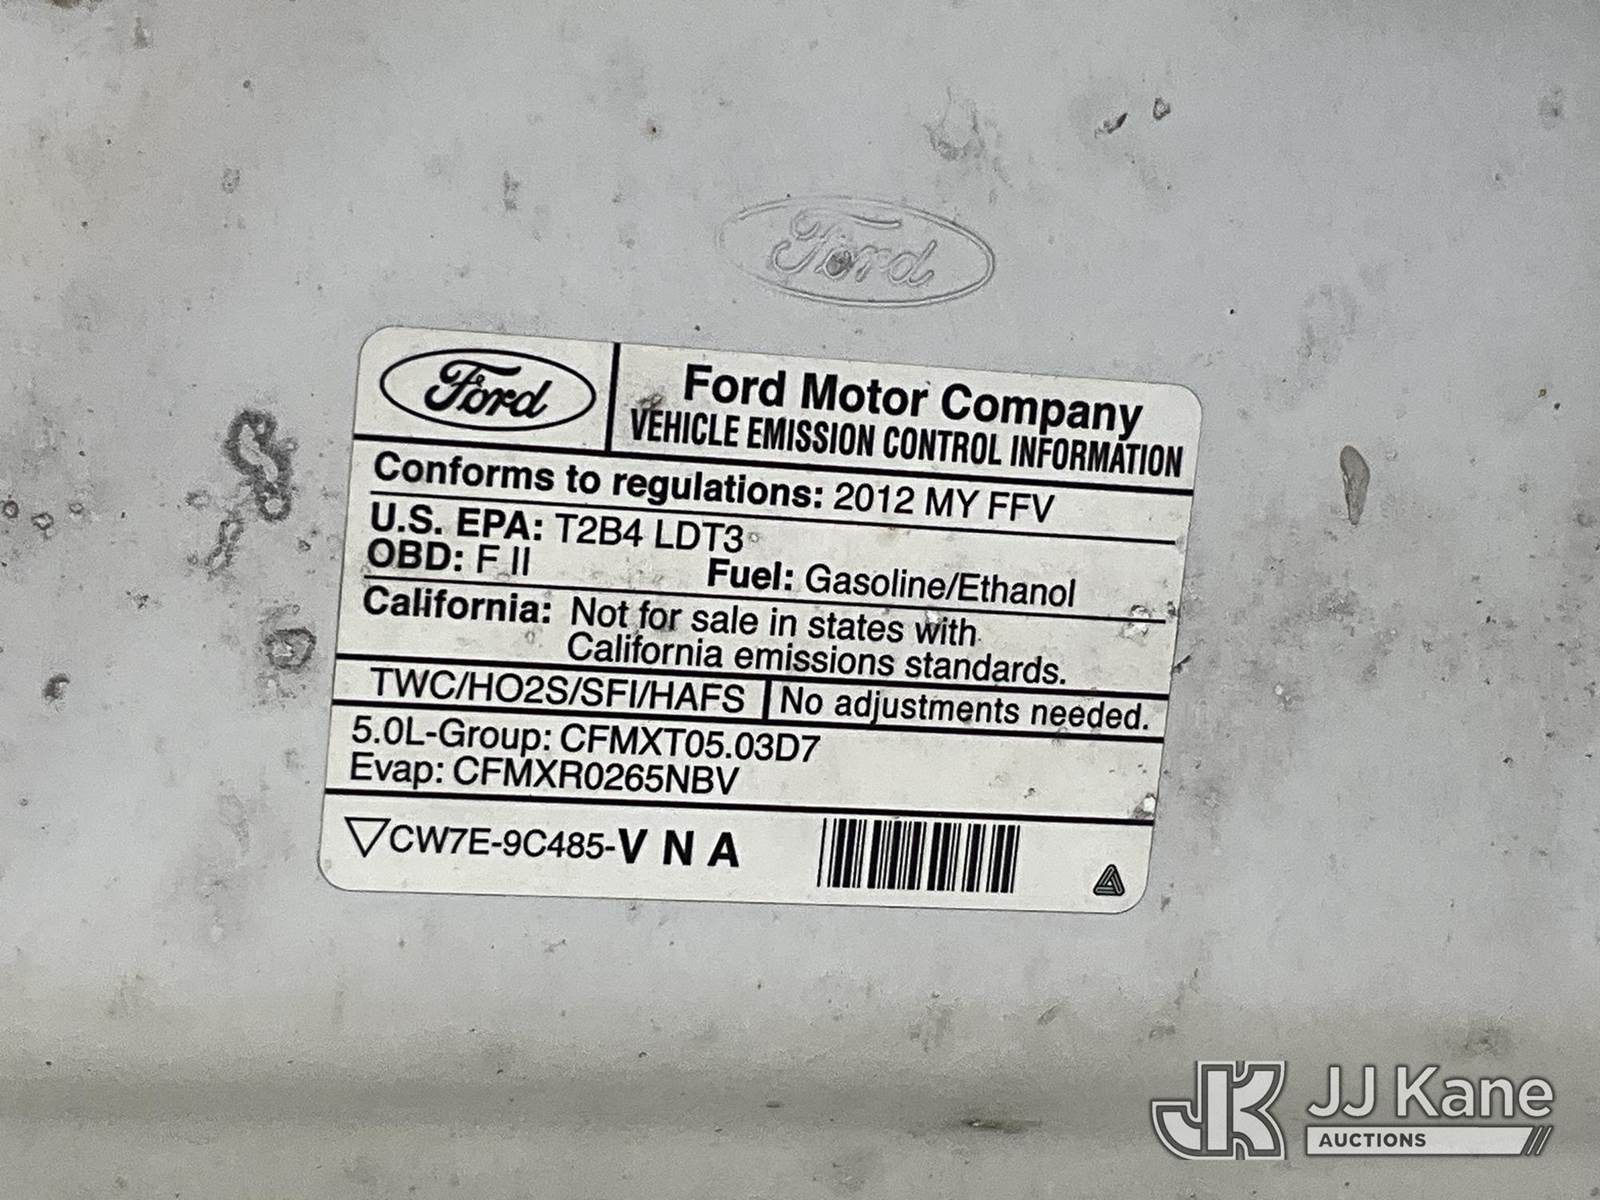 Ford
Ford
Ford Motor Company
VEHICLE EMISSION CONTROL INFORMATION
Conforms to regulations: 2012 MY FFV
U.S. EPA: T2B4 LDT3
OBD: F II Fuel: Gasoline/Ethanol
California: Not for sale in states with
California emissions standards.
TWC/HO2S/SFI/HAFS No adjustments needed.
5.0L-Group: CFMXT05.03D7
Evap: CFMXR0265NBV
CW7E-9C485-V N A
JK JJ Kane
AUCTIONS